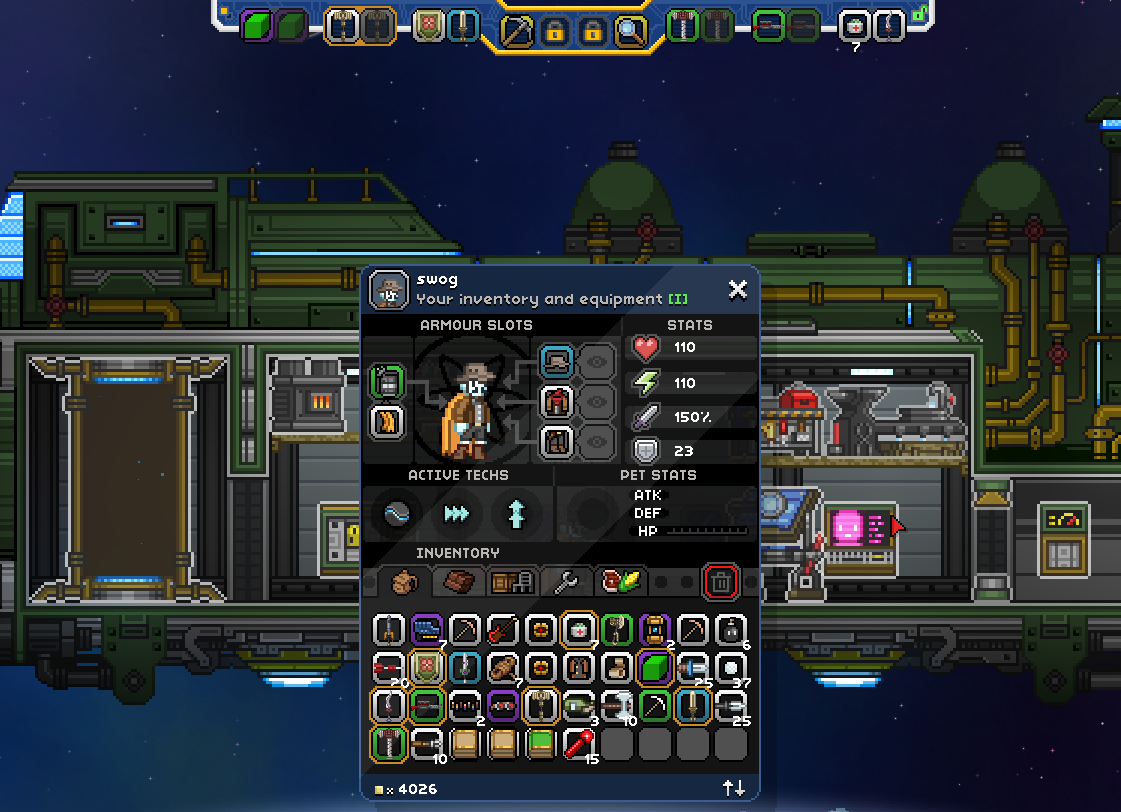 7
swog
Your inventory and equipment [I]
ARMOUR SLOTS
STATS
110
110
150%
23
ACTIVE TECHS
PET STATS
ATK
DEF
HP
INVENTORY
7 7 2 6
20 7 25 37
2 3 10 25
10 15
x 4026